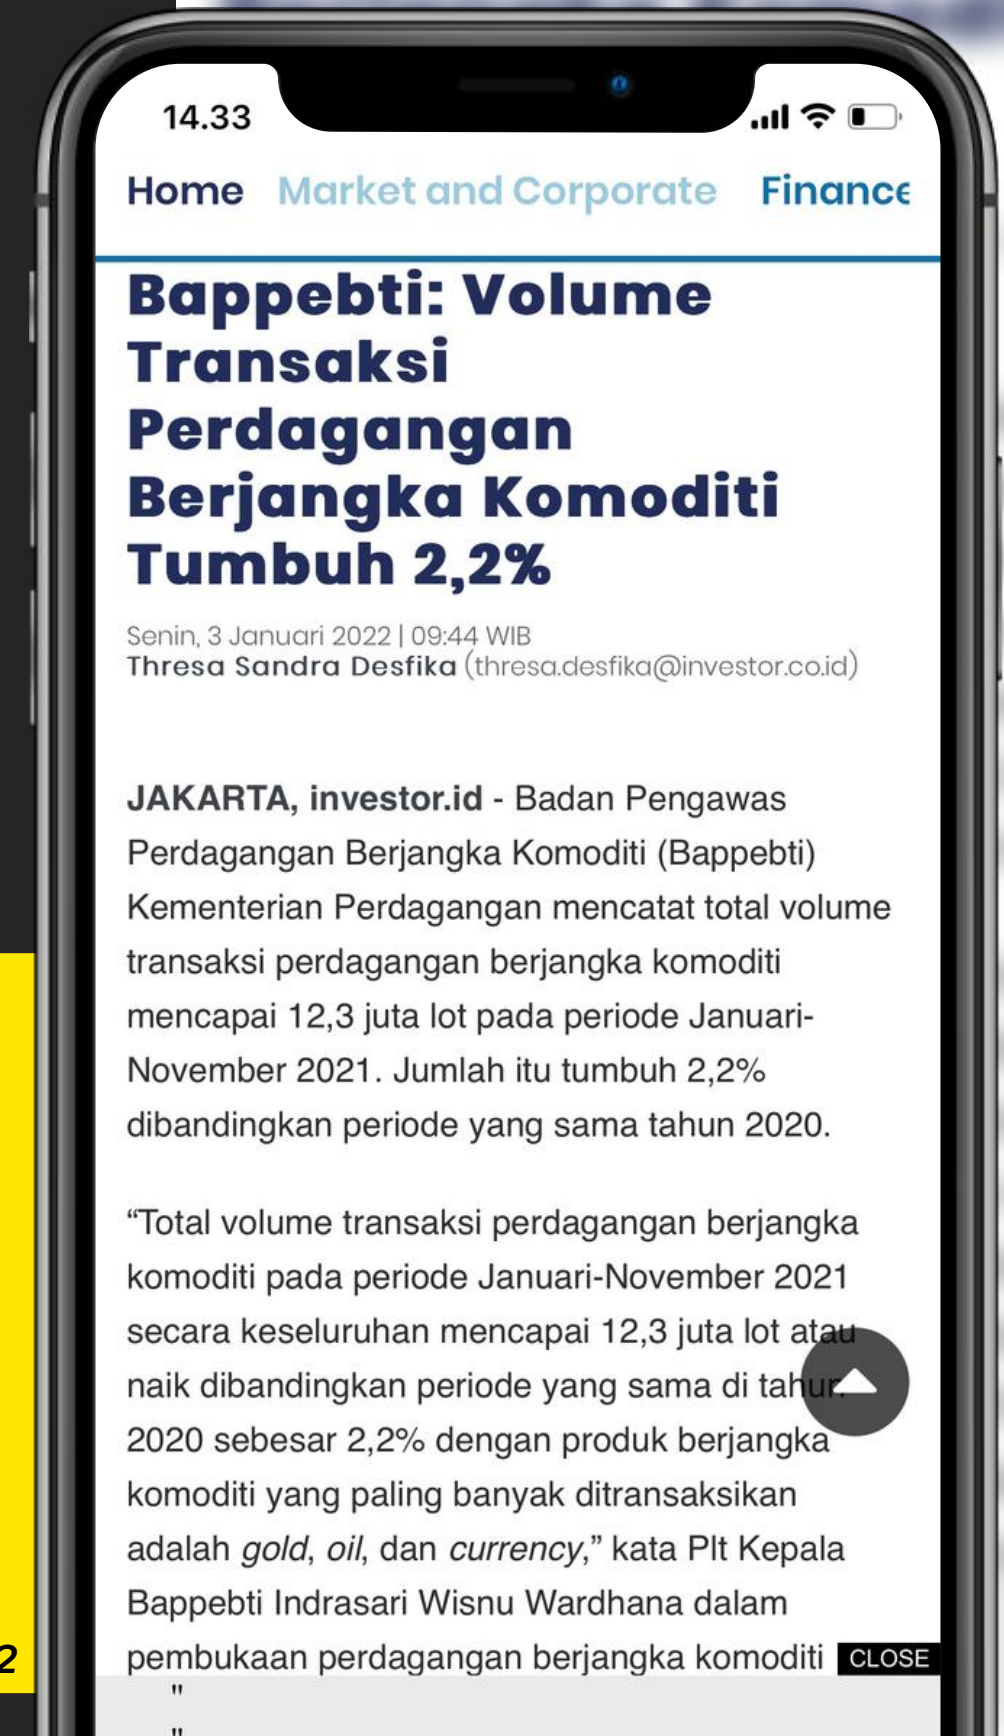 14.33
Home Market and Corporate Finance
Bappebti: Volume
Transaksi
Perdagangan
Berjangka Komoditi
Tumbuh 2,2%
Senin, 3 Januari 2022 | 09:44 WIB
Thresa Sandra Desfika (thresa.desfika@investor.co.id)
JAKARTA, investor.id - Badan Pengawas
Perdagangan Berjangka Komoditi (Bappebti)
Kementerian Perdagangan mencatat total volume
transaksi perdagangan berjangka komoditi
mencapai 12,3 juta lot pada periode Januari-
November 2021. Jumlah itu tumbuh 2,2%
dibandingkan periode yang sama tahun 2020.
“Total volume transaksi perdagangan berjangka
komoditi pada periode Januari-November 2021
secara keseluruhan mencapai 12,3 juta lot atau
naik dibandingkan periode yang sama di tahun
2020 sebesar 2,2% dengan produk berjangka
komoditi yang paling banyak ditransaksikan
adalah gold, oil, dan currency,” kata Plt Kepala
Bappebti Indrasari Wisnu Wardhana dalam
pembukaan perdagangan berjangka komoditi CLOSE
"
"
2